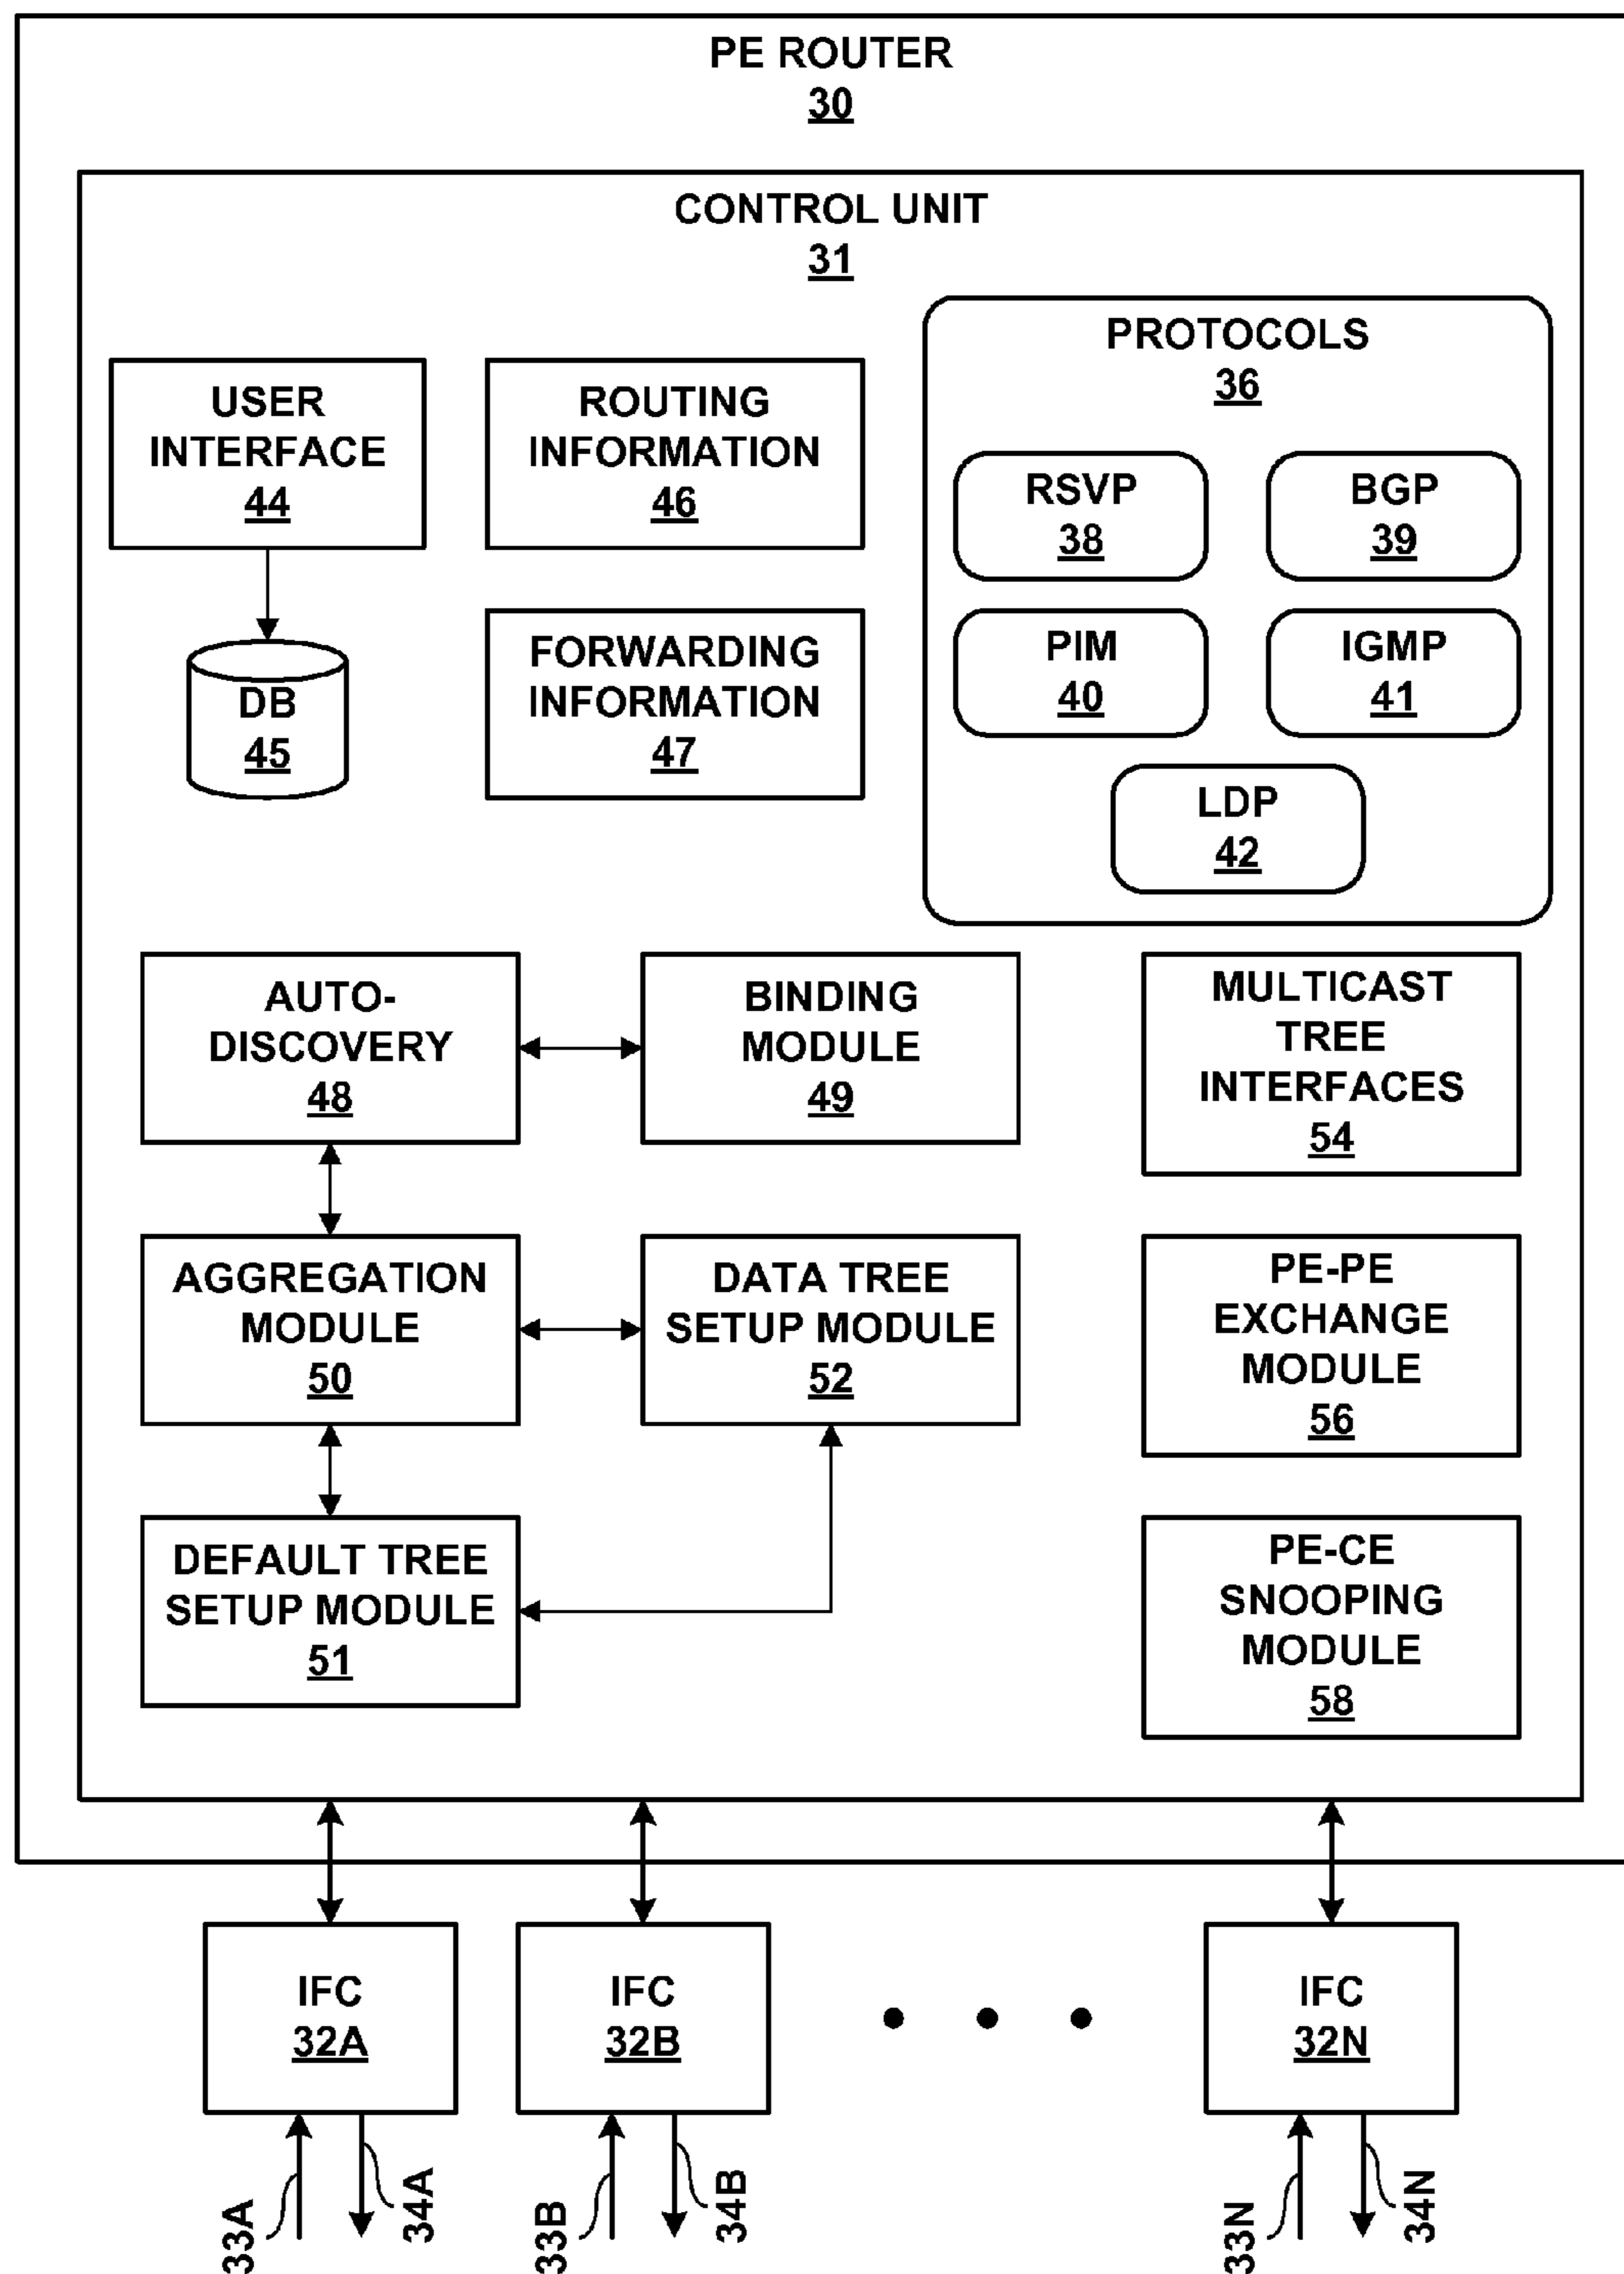 PE ROUTER
30
CONTROL UNIT
31
USER
INTERFACE
44
DB
45
ROUTING
INFORMATION
46
FORWARDING
INFORMATION
47
PROTOCOLS
36
RSVP
38
BGP
39
PIM
40
IGMP
41
LDP
42
AUTO-
DISCOVERY
48
BINDING
MODULE
49
MULTICAST
TREE
INTERFACES
54
AGGREGATION
MODULE
50
DATA TREE
SETUP MODULE
52
PE-PE
EXCHANGE
MODULE
56
DEFAULT TREE
SETUP MODULE
51
PE-CE
SNOOPING
MODULE
58
IFC
32A
IFC
32B
IFC
32N
33A
34A
33B
34B
33N
34N